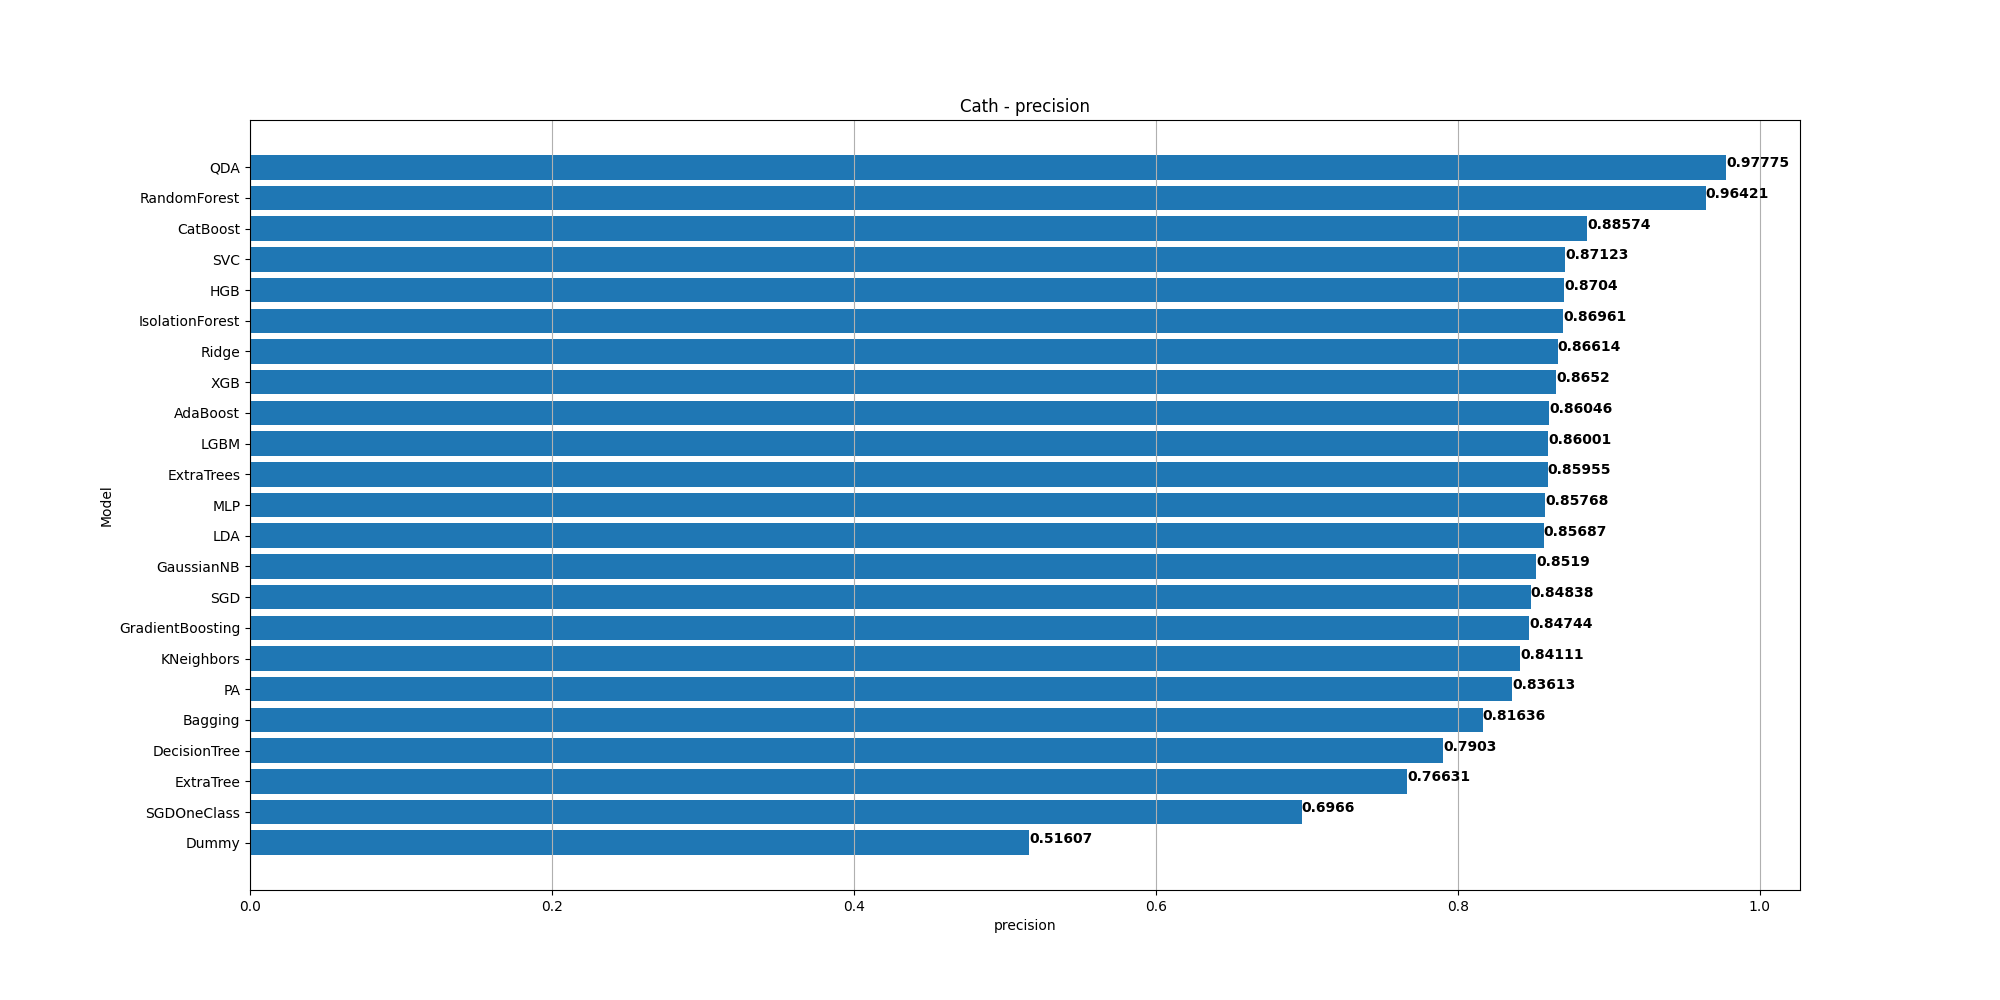 Cath - precision
Model
QDA 0.97775
RandomForest 0.96421
CatBoost 0.88574
SVC 0.87123
HGB 0.8704
IsolationForest 0.86961
Ridge 0.86614
XGB 0.8652
AdaBoost 0.86046
LGBM 0.86001
ExtraTrees 0.85955
MLP 0.85768
LDA 0.85687
GaussianNB 0.8519
SGD 0.84838
GradientBoosting 0.84744
KNeighbors 0.84111
PA 0.83613
Bagging 0.81636
DecisionTree 0.7903
ExtraTree 0.76631
SGDOneClass 0.6966
Dummy 0.51607
0.0 0.2 0.4 0.6 0.8 1.0
precision